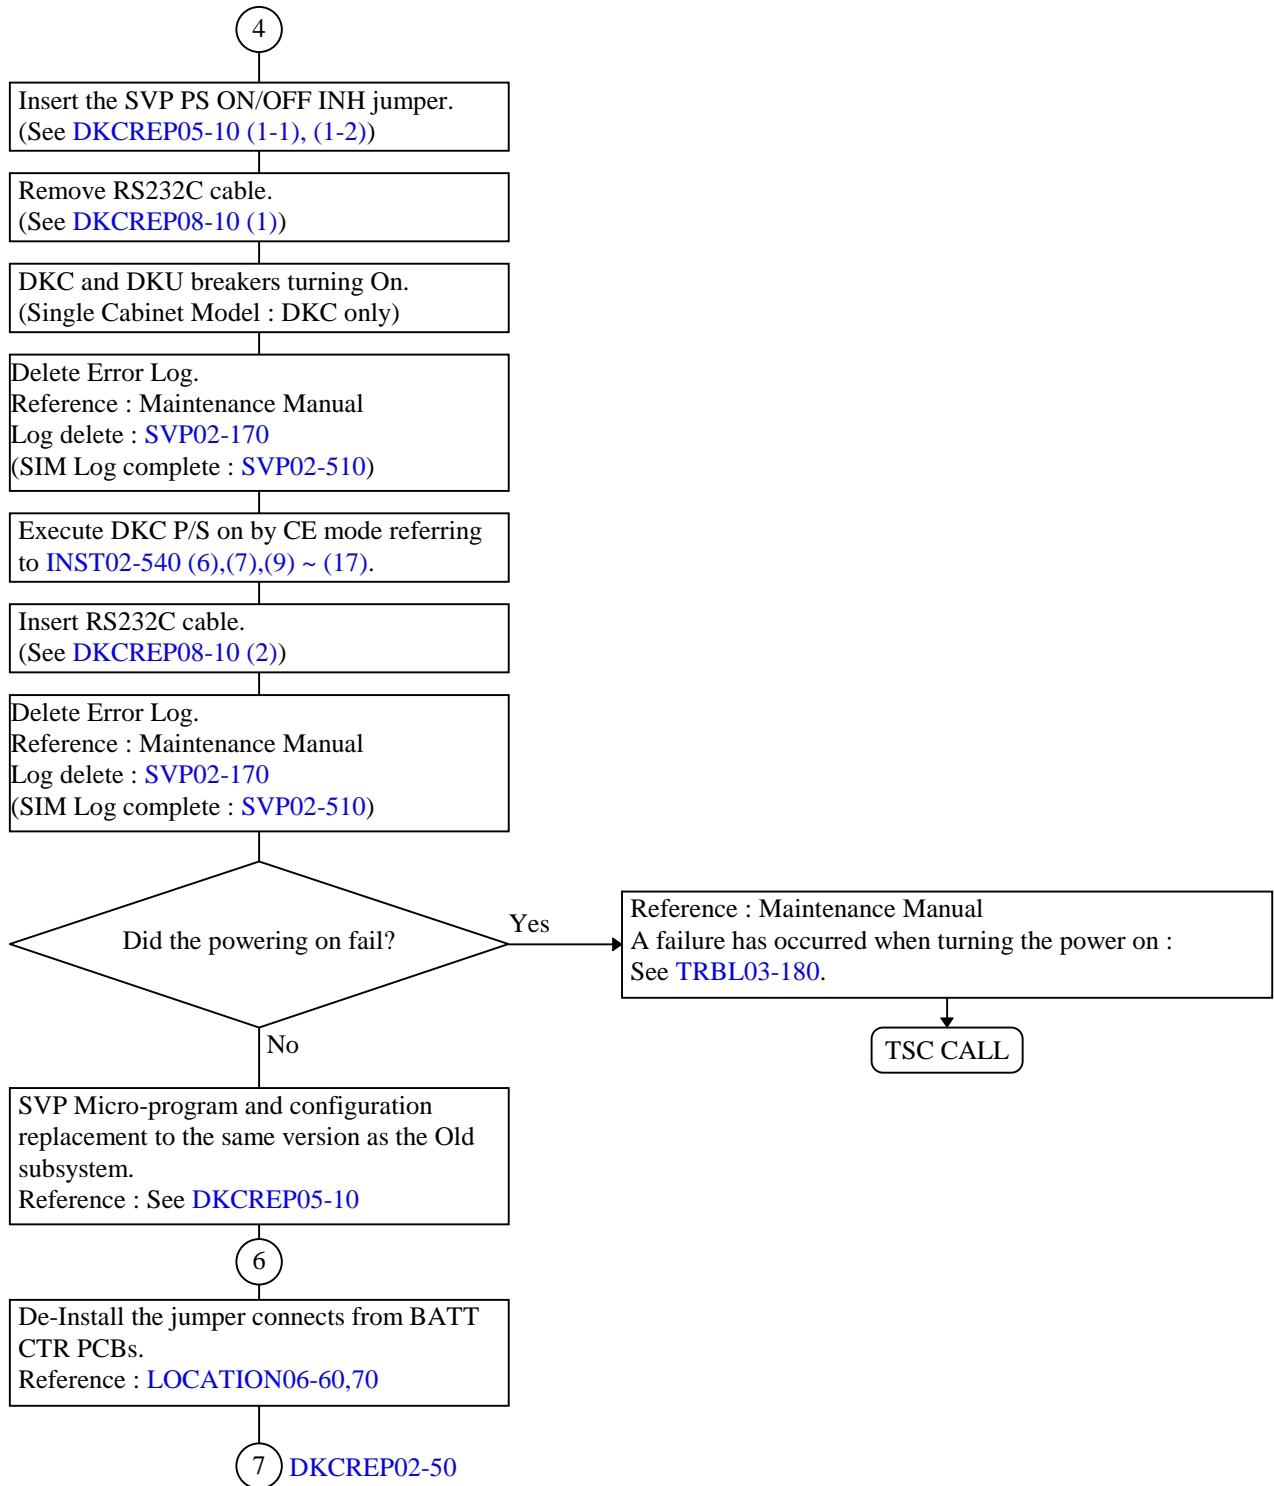 4
Insert the SVP PS ON/OFF INH jumper.
(See DKCREP05-10 (1-1), (1-2))
Remove RS232C cable.
(See DKCREP08-10 (1))
DKC and DKU breakers turning On.
(Single Cabinet Model : DKC only)
Delete Error Log.
Reference : Maintenance Manual
Log delete : SVP02-170
(SIM Log complete : SVP02-510)
Execute DKC P/S on by CE mode referring
to INST02-540 (6),(7),(9) ~ (17).
Insert RS232C cable.
(See DKCREP08-10 (2))
Delete Error Log.
Reference : Maintenance Manual
Log delete : SVP02-170
(SIM Log complete : SVP02-510)
Did the powering on fail?
Yes
Reference : Maintenance Manual
A failure has occurred when turning the power on :
See TRBL03-180.
TSC CALL
No
SVP Micro-program and configuration
replacement to the same version as the Old
subsystem.
Reference : See DKCREP05-10
6
De-Install the jumper connects from BATT
CTR PCBs.
Reference : LOCATION06-60,70
7 DKCREP02-50